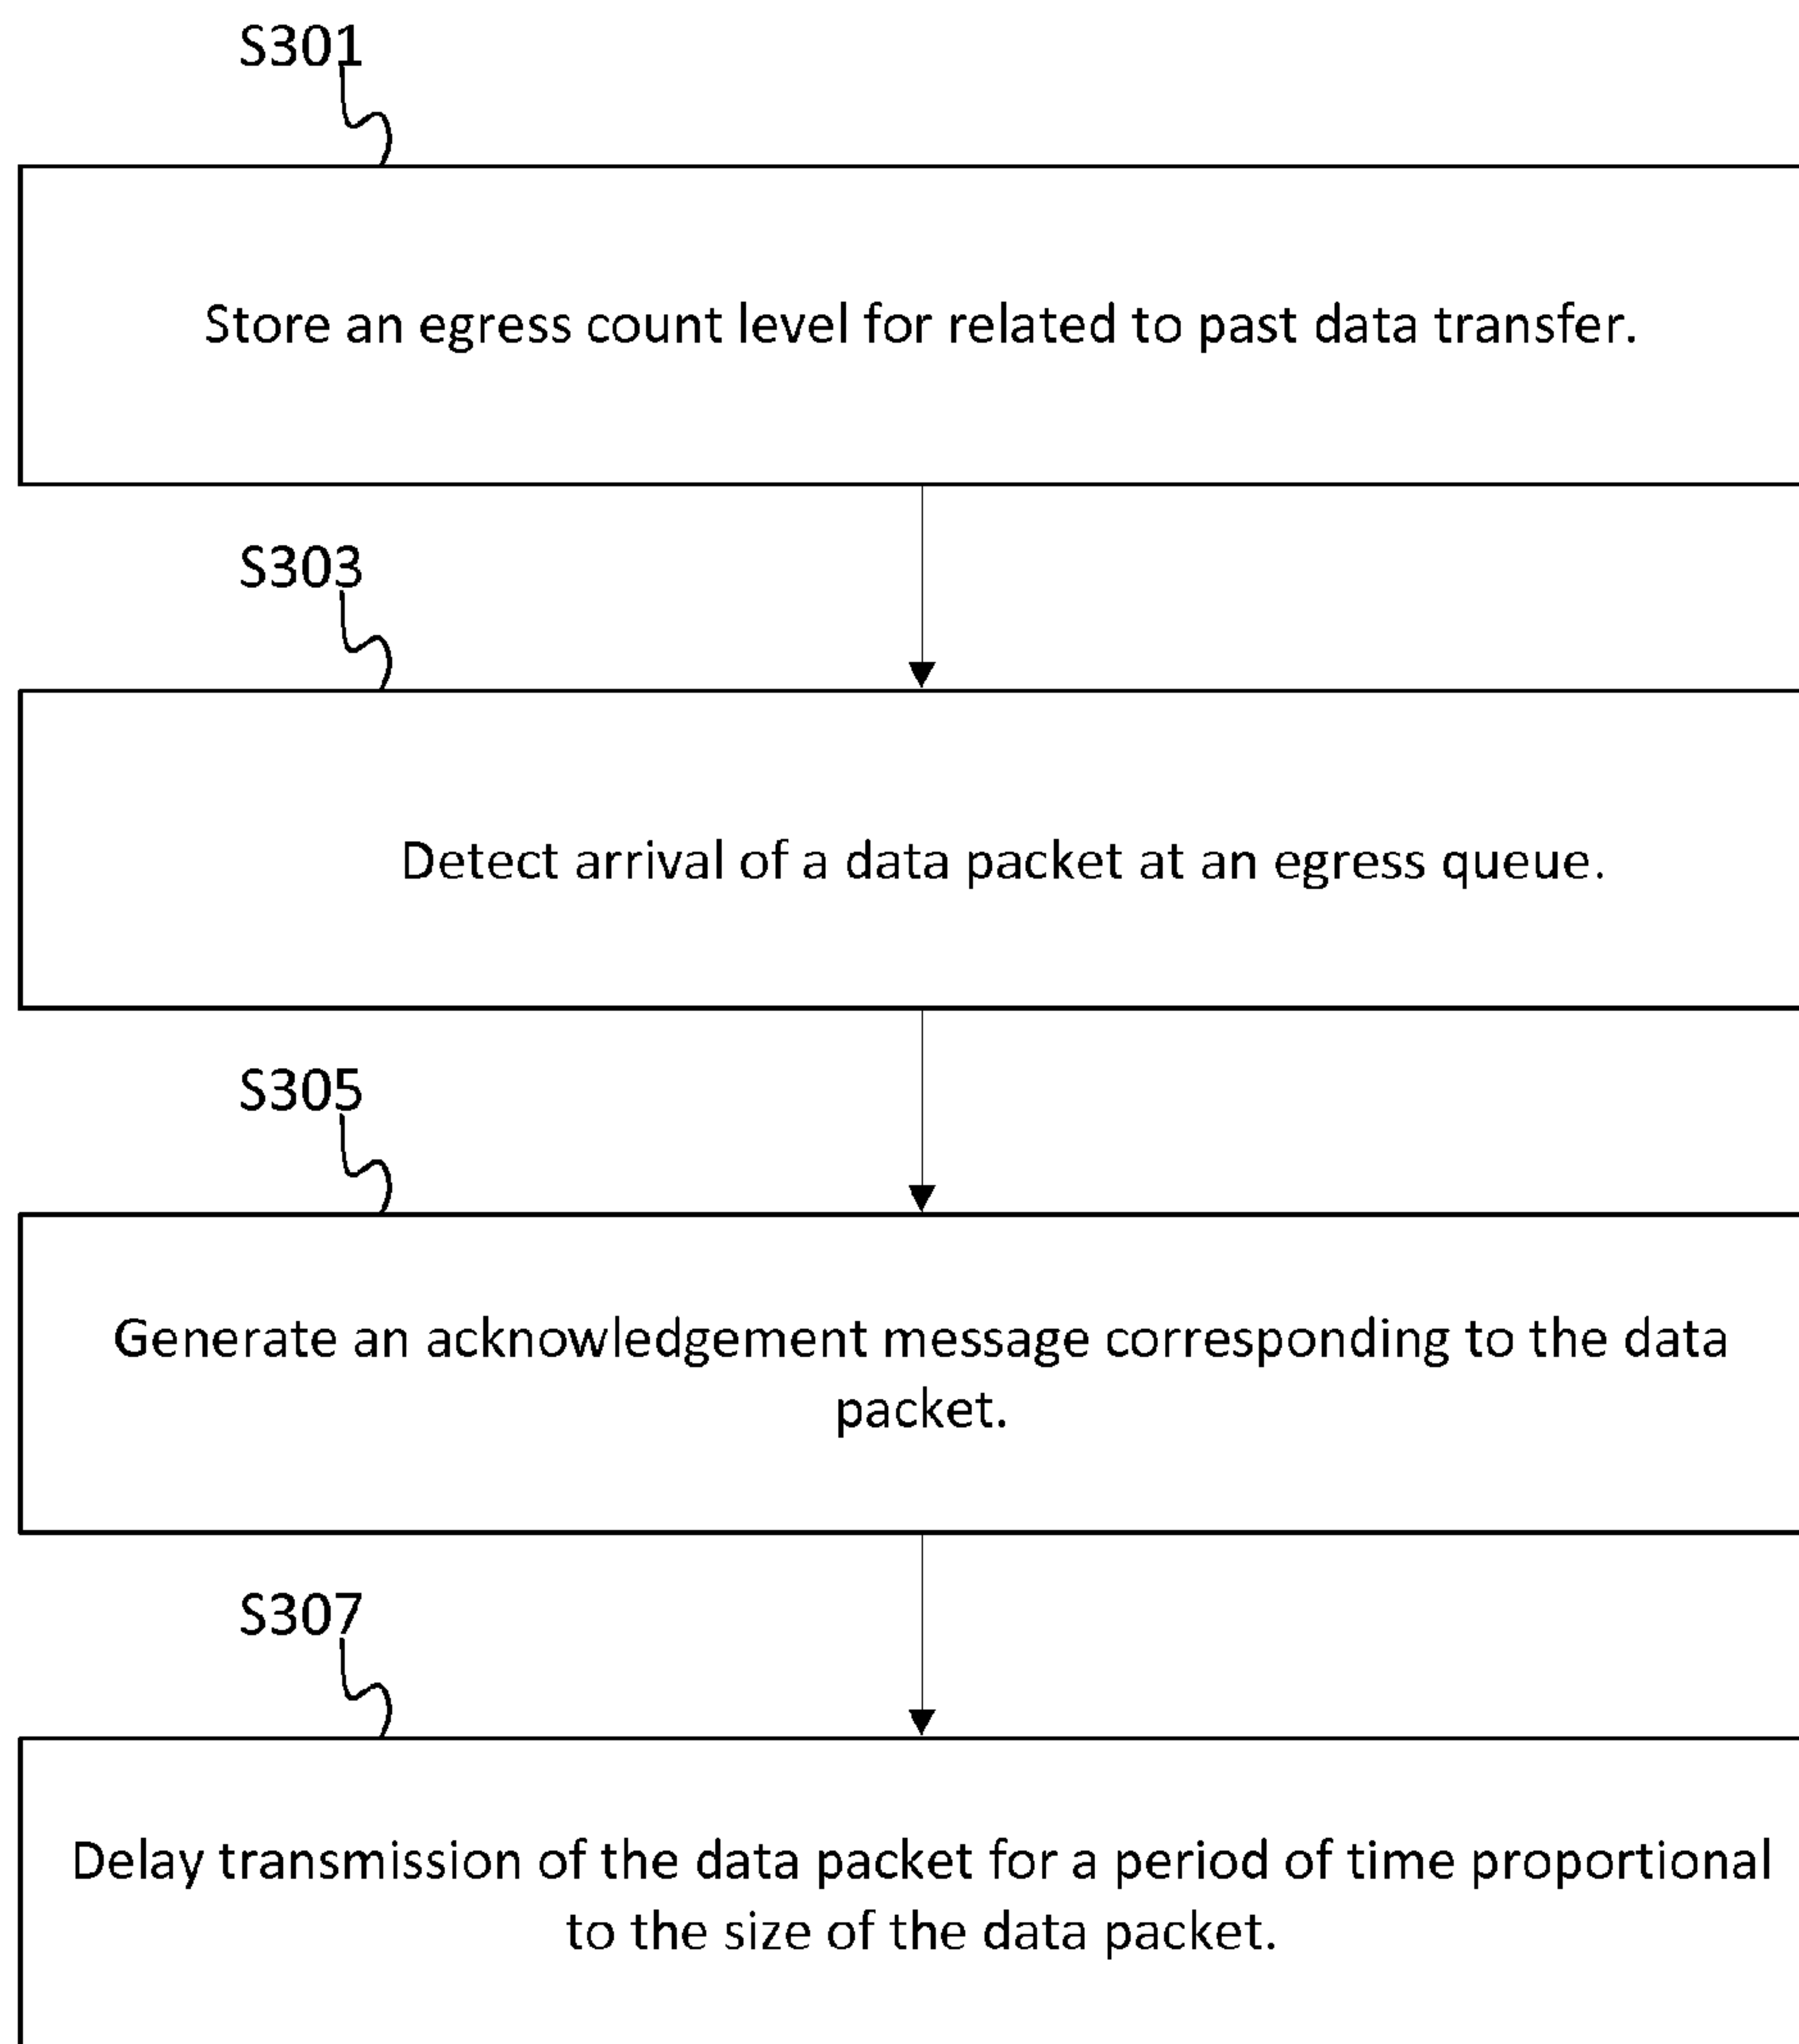 S301
Store an egress count level for related to past data transfer.
S303
Detect arrival of a data packet at an egress queue.
S305
Generate an acknowledgement message corresponding to the data
packet.
S307
Delay transmission of the data packet for a period of time proportional
to the size of the data packet.